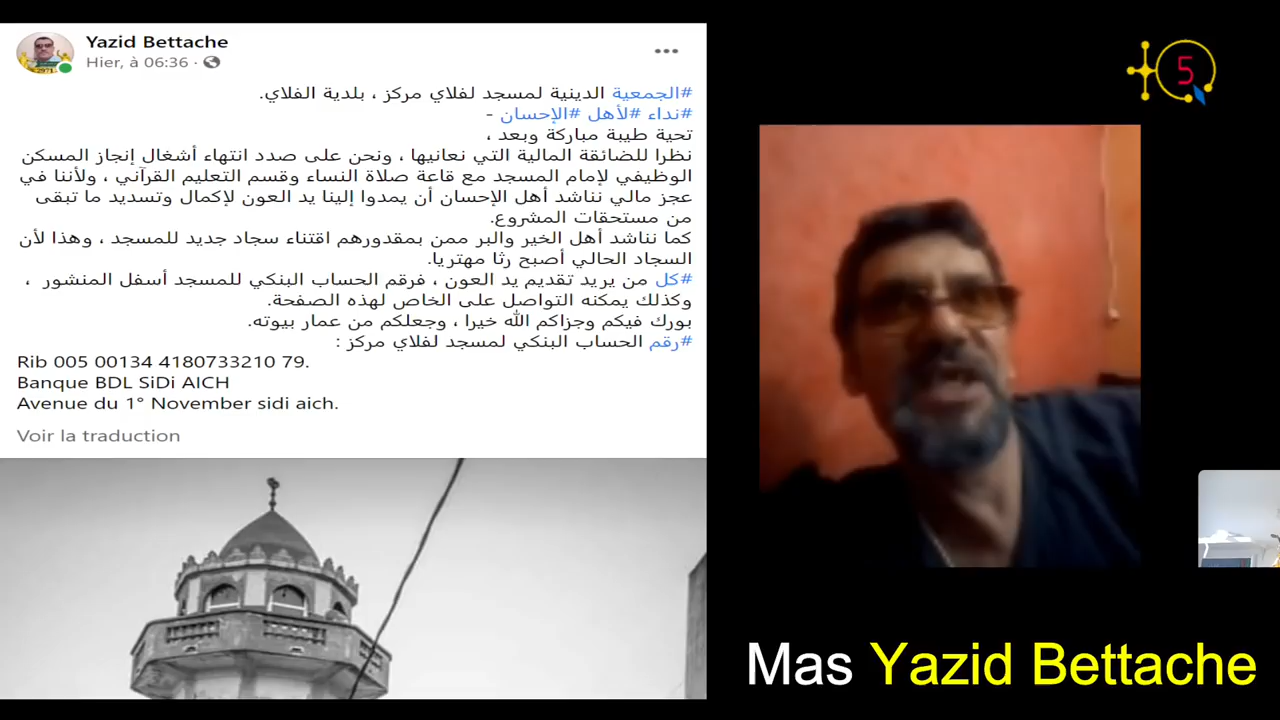 Yazid Bettache
Hier, à 06:36 ·
#الجمعية الدينية لمسجد لفلاي مركز ، بلدية الفلاي.
#نداء #لأهل #الإحسان -
تحية طيبة مباركة وبعد ،
نظرا للضائقة المالية التي نعانيها ، ونحن على صدد انتهاء أشغال إنجاز المسكن
الوظيفي لإمام المسجد مع قاعة صلاة النساء وقسم التعليم القرآني ، ولأننا في
عجز مالي نناشد أهل الإحسان أن يمدوا إلينا يد العون لإكمال وتسديد ما تبقى
من مستحقات المشروع.
كما نناشد أهل الخير والبر ممن بمقدورهم اقتناء سجاد جديد للمسجد ، وهذا لأن
السجاد الحالي أصبح رثا مهتريا.
#كل من يريد تقديم يد العون ، فرقم الحساب البنكي للمسجد أسفل المنشور ،
وكذلك يمكنه التواصل على الخاص لهذه الصفحة.
بورك فيكم وجزاكم الله خيرا ، وجعلكم من عمار بيوته.
#رقم الحساب البنكي لمسجد لفلاي مركز :
Rib 005 00134 4180733210 79.
Banque BDL SiDi AICH
Avenue du 1° November sidi aich.
Voir la traduction
5
Mas Yazid Bettache